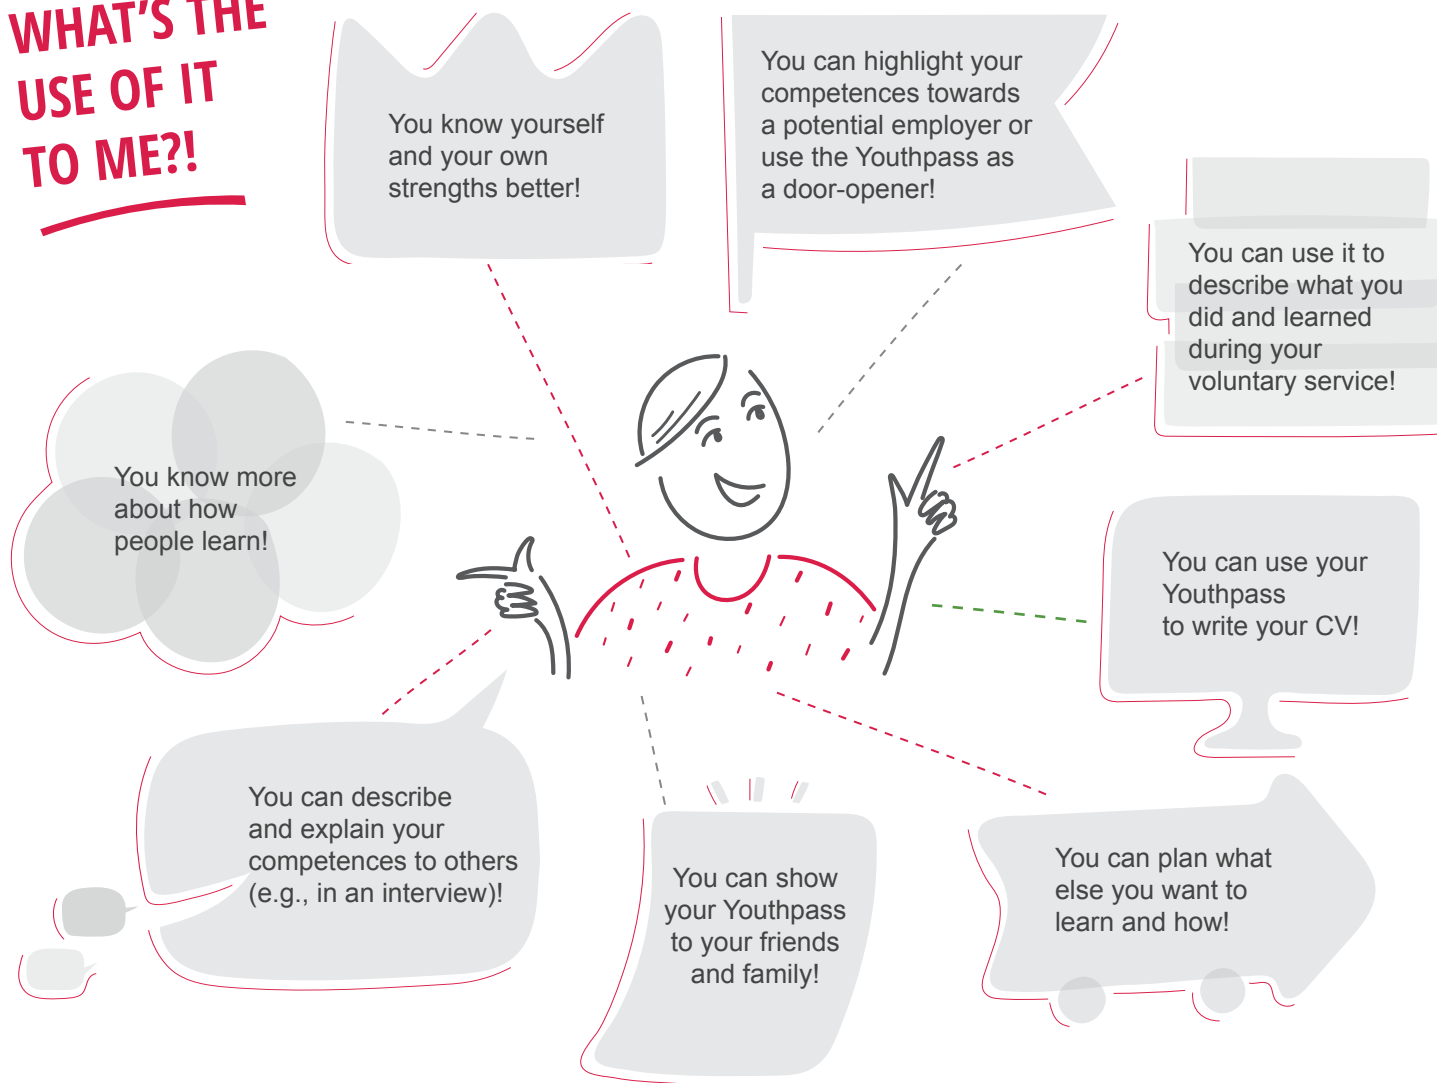 WHAT'S THE
USE OF IT
TO ME?!
You know yourself
and your own
strengths better!
You can highlight your
competences towards
a potential employer or
use the Youthpass as
a door-opener!
You can use it to
describe what you
did and learned
during your
voluntary service!
You know more
about how
people learn!
You can use your
Youthpass
to write your CV!
You can describe
and explain your
competences to others
(e.g., in an interview)!
You can show
your Youthpass
to your friends
and family!
You can plan what
else you want to
learn and how!